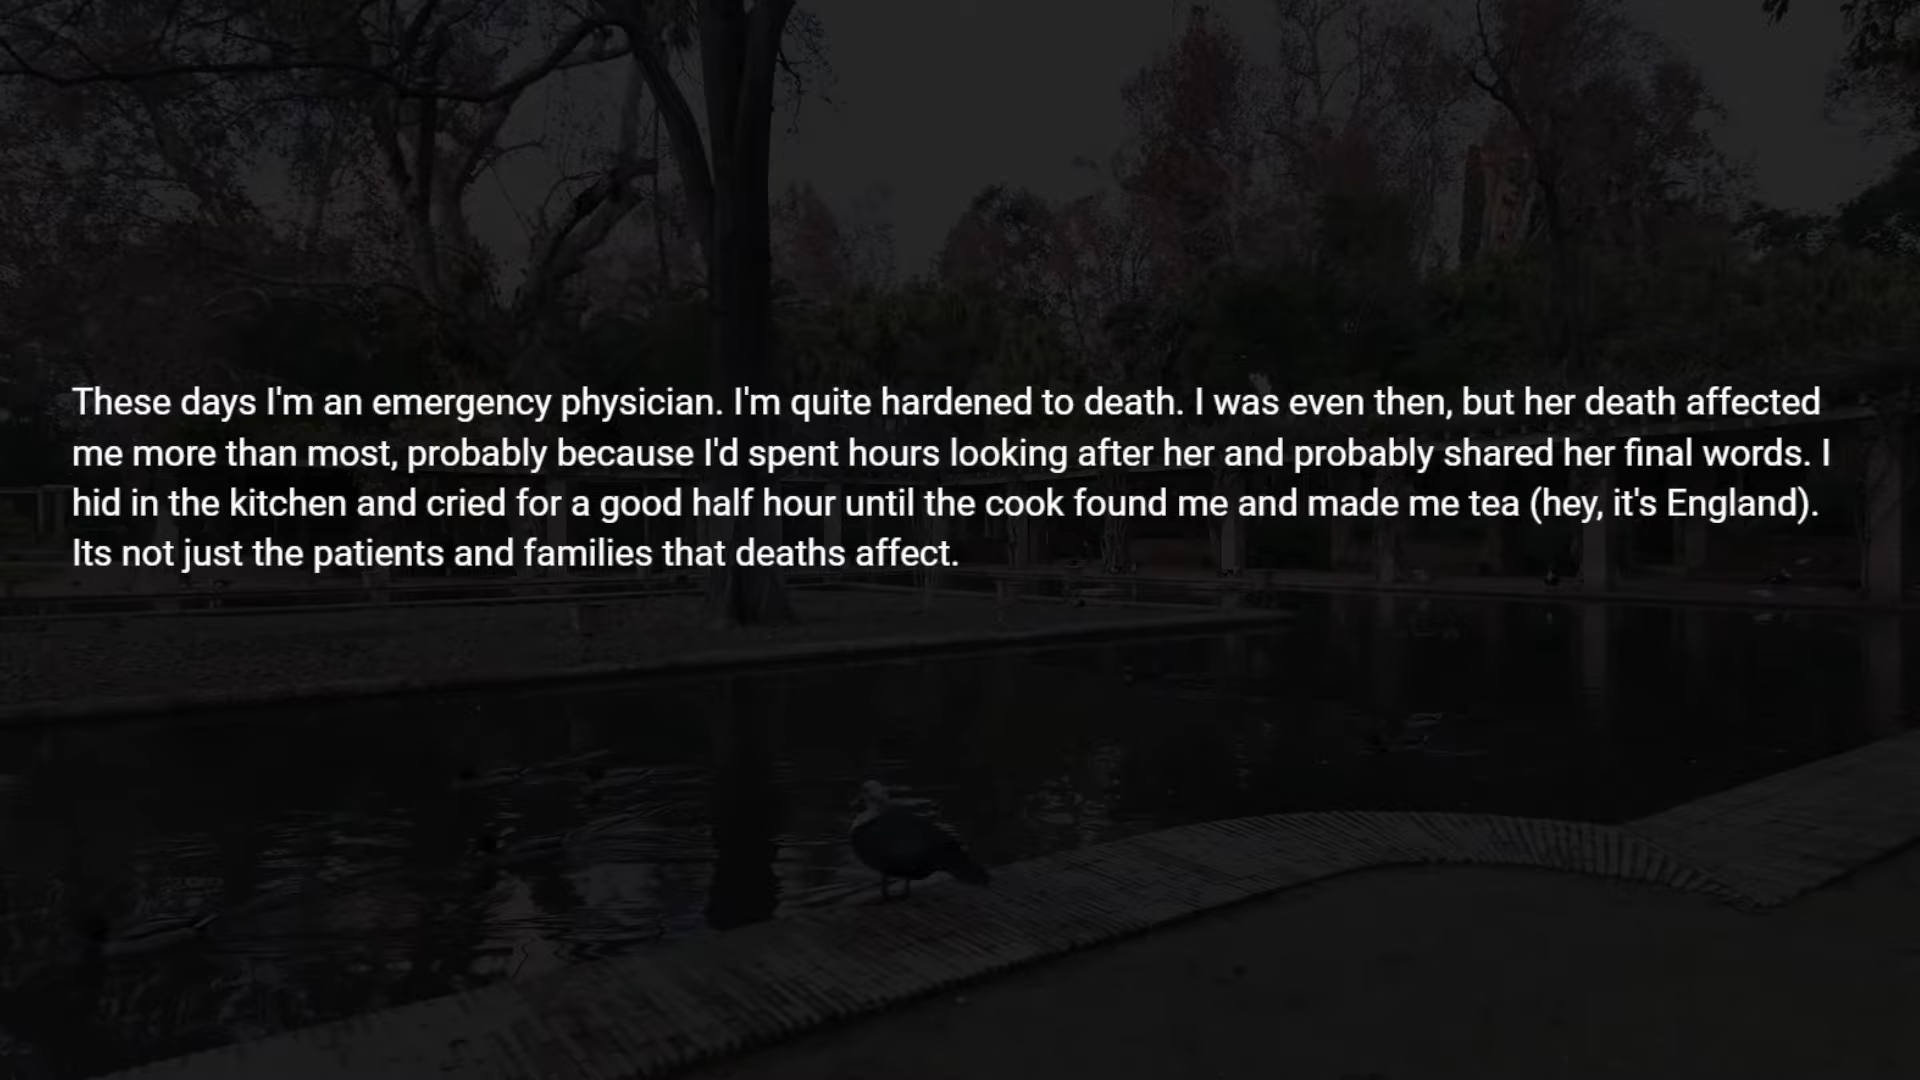 These days I'm an emergency physician. I'm quite hardened to death. I was even then, but her death affected
me more than most, probably because I'd spent hours looking after her and probably shared her final words. I
hid in the kitchen and cried for a good half hour until the cook found me and made me tea (hey, it's England).
Its not just the patients and families that deaths affect.